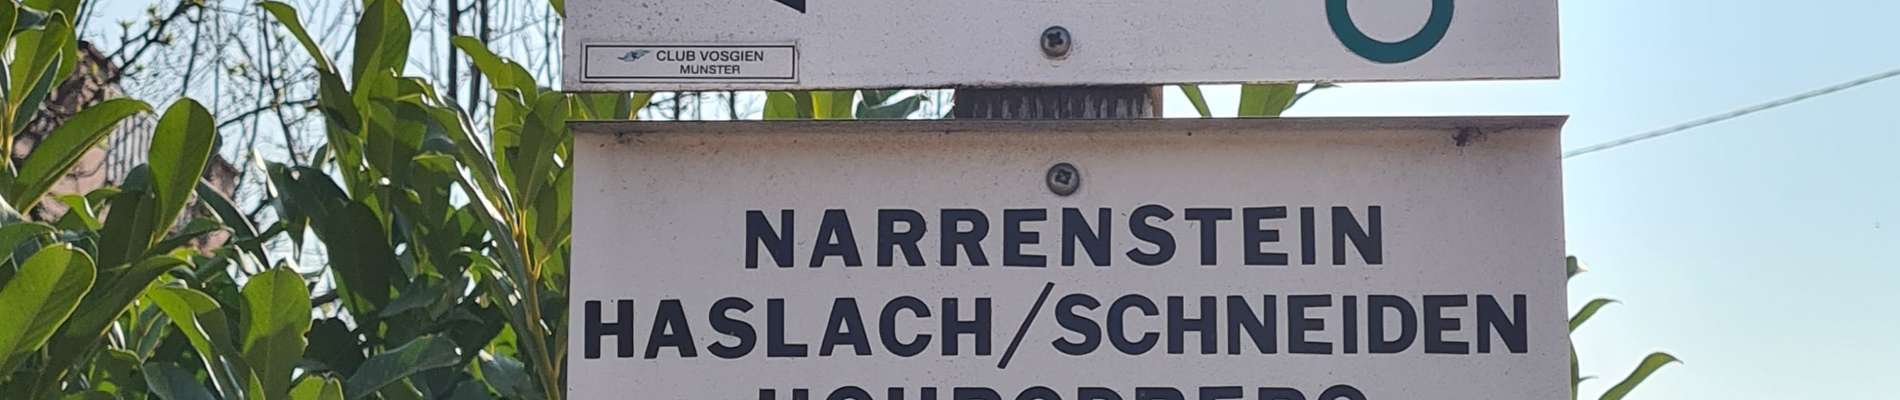 CLUB VOSGIEN
MUNSTER
NARRENSTEIN
HASLACH/SCHNEIDEN